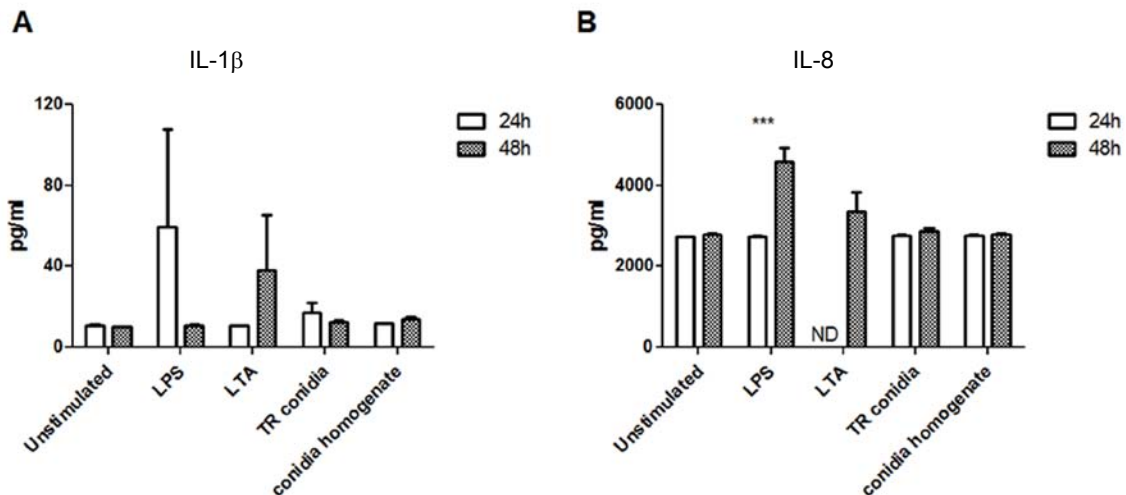 A
IL-1β
120
80
40
0
pg/ml
24h
48h
Unstimulated
LPS
LTA
TR conidia
conidia homogenate
B
IL-8
6000
4000
2000
0
pg/ml
***
ND
24h
48h
Unstimulated
LPS
LTA
TR conidia
conidia homogenate